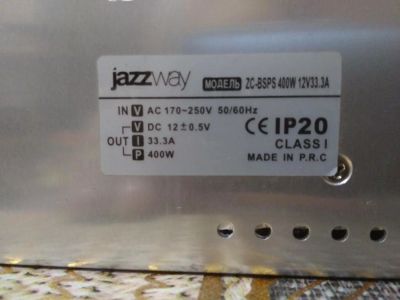 jazzway МОДЕЛЬ ZC-BSPS 400W 12V33.3A
IN V AC 170~250V 50/60Hz
V DC 12±0.5V
OUT I 33.3A
P 400W
CE IP20
CLASS I
MADE IN P.R.C